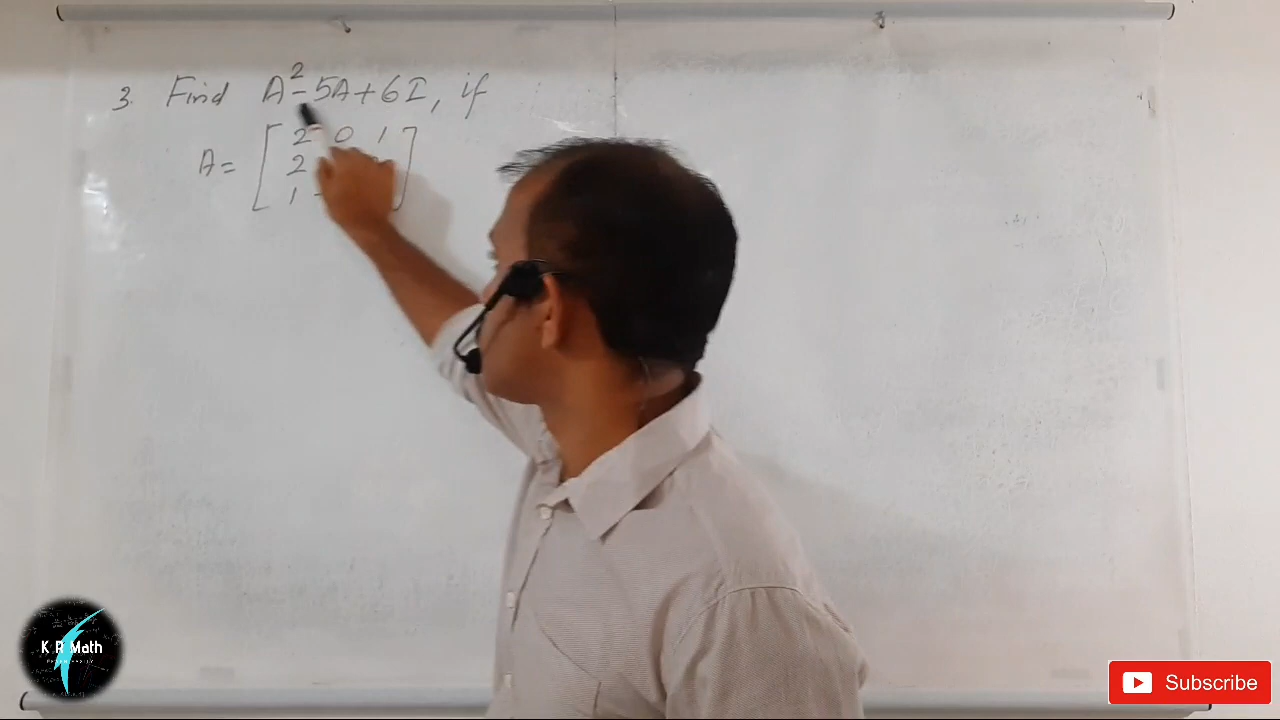 3. Find A²-5A+6I, if
A = [ 2 0 1
2
1
K R Math
Subscribe